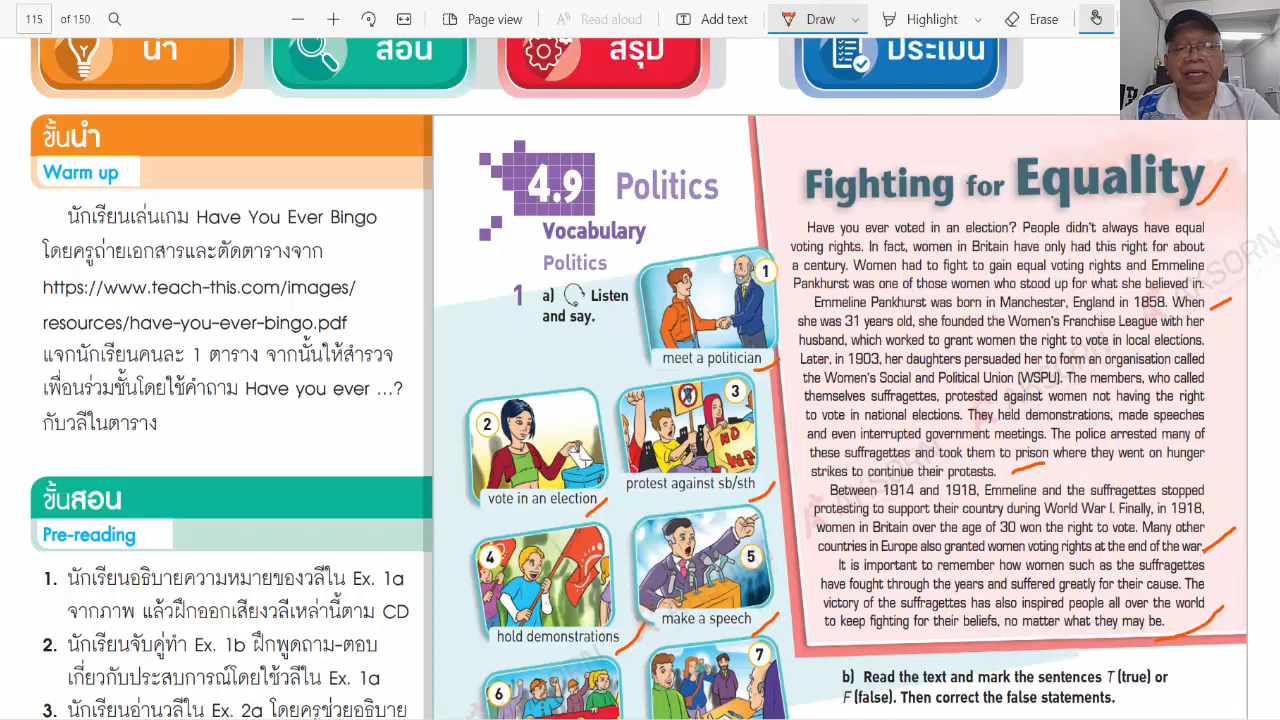 115 of 150
Page view
Read aloud
Add text
Draw
Highlight
Erase
นำ
สอน
สรุป
ประเมิน
ขั้นนำ
Warm up
นักเรียนเล่นเกม Have You Ever Bingo
โดยครูถ่ายเอกสารและตัดตารางจาก
https://www.teach-this.com/images/
resources/have-you-ever-bingo.pdf
แจกนักเรียนคนละ 1 ตาราง จากนั้นให้สำรวจ
เพื่อนร่วมชั้นโดยใช้คำถาม Have you ever ...?
กับวลีในตาราง
ขั้นสอน
Pre-reading
1. นักเรียนอธิบายความหมายของวลีใน Ex. 1a
จากภาพ แล้วฝึกออกเสียงวลีเหล่านี้ตาม CD
2. นักเรียนจับคู่ทำ Ex. 1b ฝึกพูดถาม-ตอบ
เกี่ยวกับประสบการณ์โดยใช้วลีใน Ex. 1a
3. นักเรียนอ่านวลีใน Ex. 2a โดยครูช่วยอธิบาย
4.9 Politics
Vocabulary
Politics
1 a) Listen
and say.
1
meet a politician
2
vote in an election
3
NO
WAR
protest against sb/sth
4
hold demonstrations
5
make a speech
6
7
Fighting for Equality
Have you ever voted in an election? People didn't always have equal
voting rights. In fact, women in Britain have only had this right for about
a century. Women had to fight to gain equal voting rights and Emmeline
Pankhurst was one of those women who stood up for what she believed in.
Emmeline Pankhurst was born in Manchester, England in 1858. When
she was 31 years old, she founded the Women's Franchise League with her
husband, which worked to grant women the right to vote in local elections.
Later, in 1903, her daughters persuaded her to form an organisation called
the Women's Social and Political Union (WSPU). The members, who called
themselves suffragettes, protested against women not having the right
to vote in national elections. They held demonstrations, made speeches
and even interrupted government meetings. The police arrested many of
these suffragettes and took them to prison where they went on hunger
strikes to continue their protests.
Between 1914 and 1918, Emmeline and the suffragettes stopped
protesting to support their country during World War I. Finally, in 1918,
women in Britain over the age of 30 won the right to vote. Many other
countries in Europe also granted women voting rights at the end of the war.
It is important to remember how women such as the suffragettes
have fought through the years and suffered greatly for their cause. The
victory of the suffragettes has also inspired people all over the world
to keep fighting for their beliefs, no matter what they may be.
AKSORN
b) Read the text and mark the sentences T (true) or
F (false). Then correct the false statements.